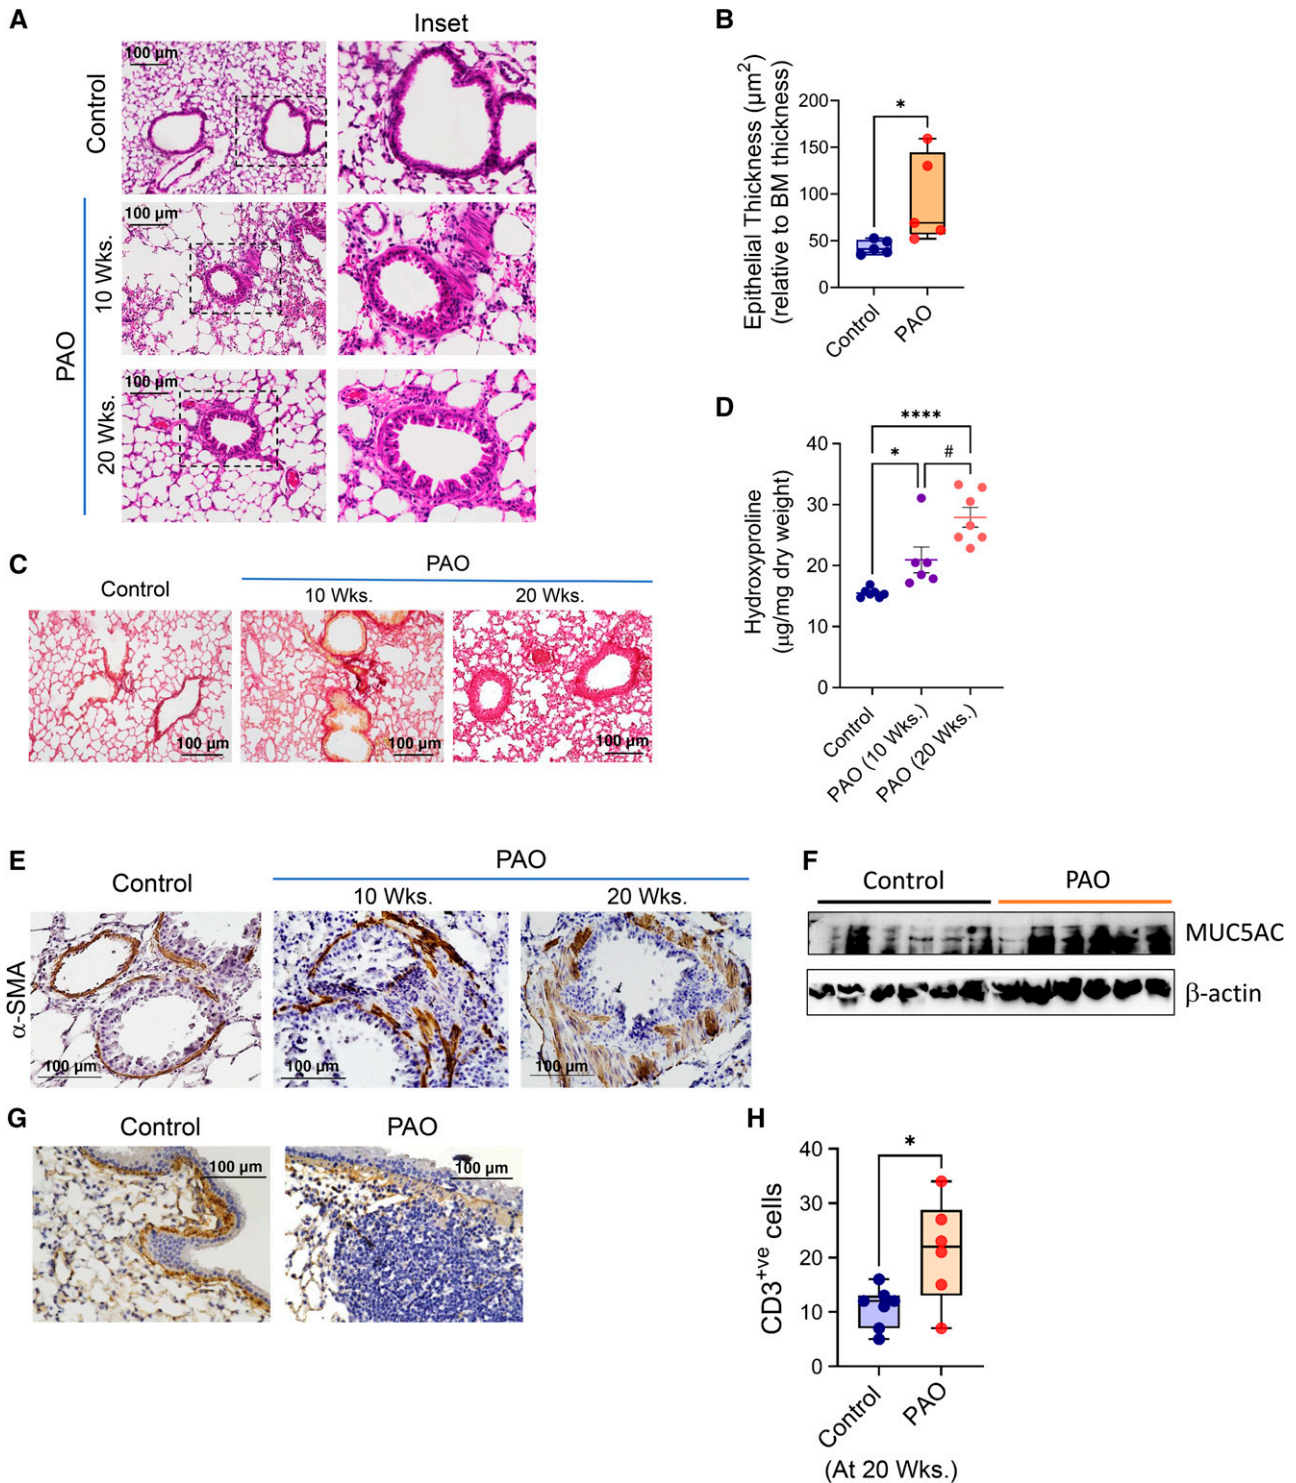 A
Inset
Control
100 µm
PAO
10 Wks.
100 µm
20 Wks.
100 µm
B
Epithelial Thickness (µm²)
(relative to BM thickness)
200
150
100
50
0
*
Control
PAO
C
PAO
Control
10 Wks.
20 Wks.
100 µm
100 µm
100 µm
D
Hydroxyproline
(µg/mg dry weight)
40
30
20
10
0
****
*
#
Control
PAO (10 Wks.)
PAO (20 Wks.)
E
PAO
Control
10 Wks.
20 Wks.
α-SMA
100 µm
100 µm
100 µm
F
Control
PAO
MUC5AC
β-actin
G
Control
PAO
100 µm
100 µm
H
CD3⁺ᵛᵉ cells
40
30
20
10
0
*
Control
PAO
(At 20 Wks.)